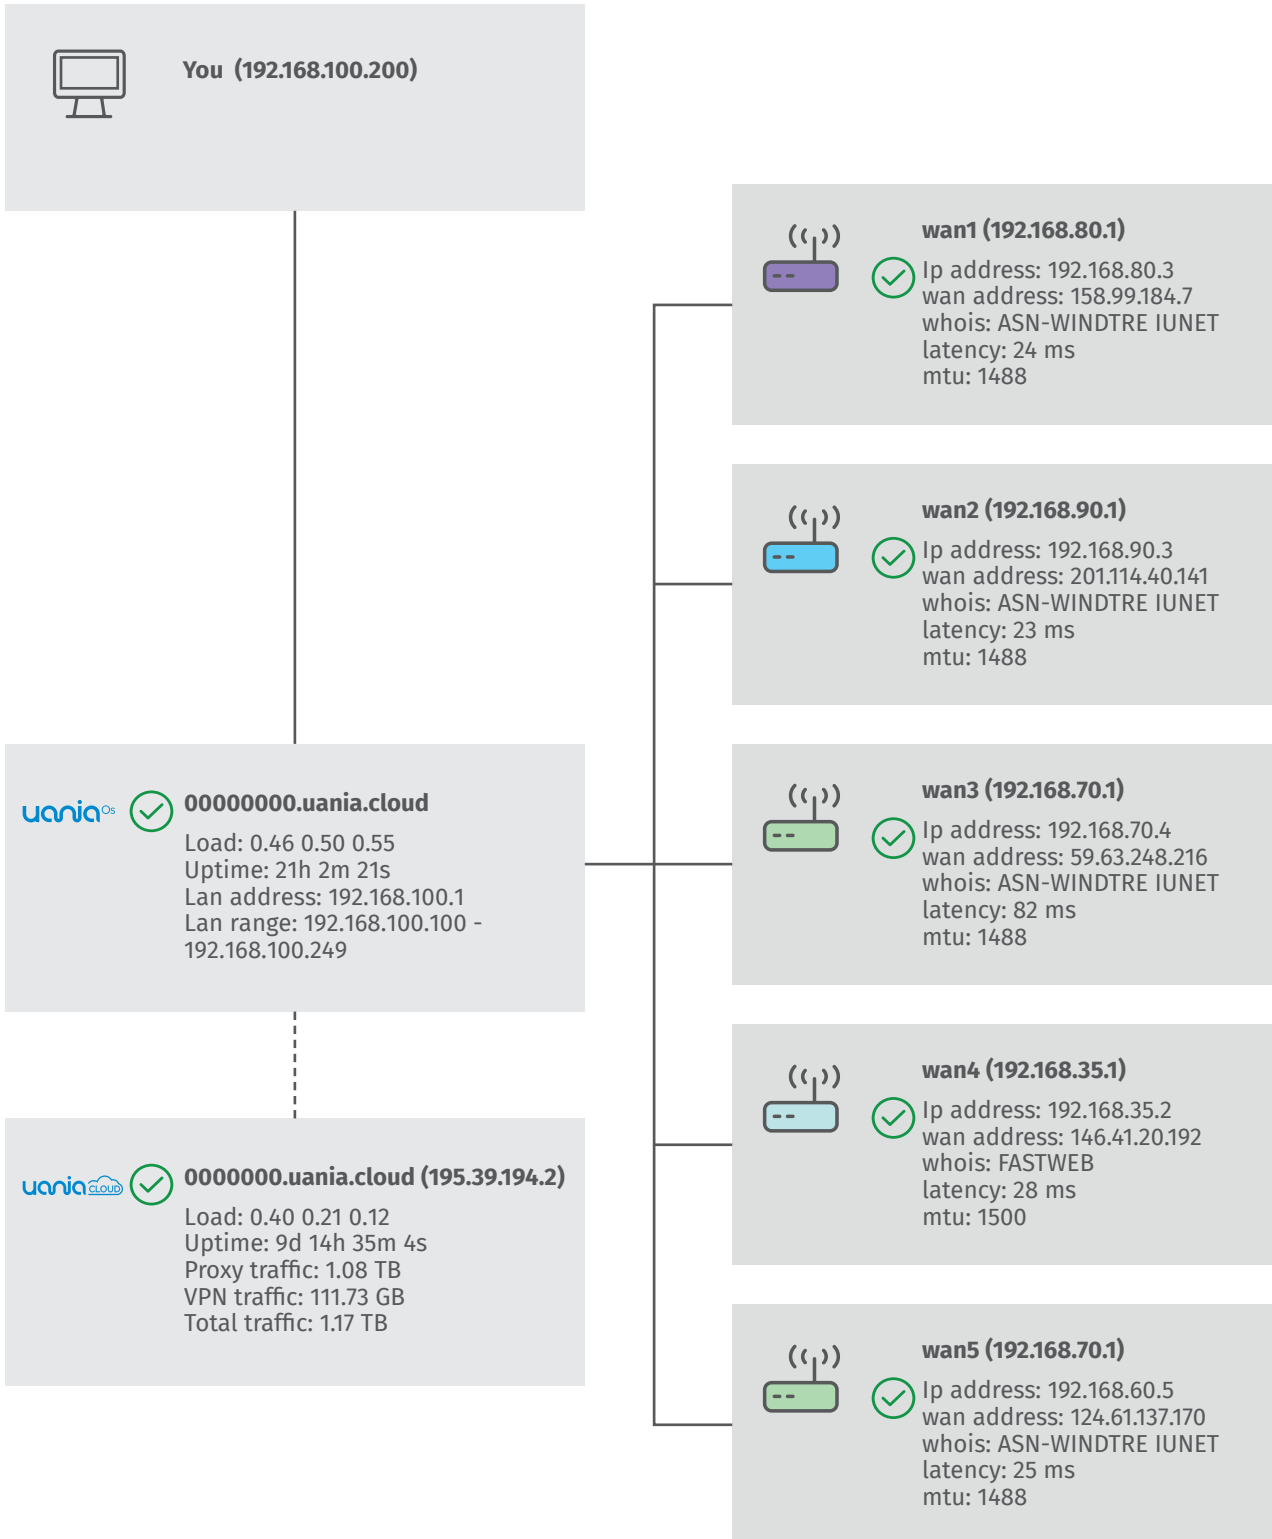 You (192.168.100.200)
wan1 (192.168.80.1)
Ip address: 192.168.80.3
wan address: 158.99.184.7
whois: ASN-WINDTRE IUNET
latency: 24 ms
mtu: 1488
wan2 (192.168.90.1)
Ip address: 192.168.90.3
wan address: 201.114.40.141
whois: ASN-WINDTRE IUNET
latency: 23 ms
mtu: 1488
uania Os
00000000.uania.cloud
Load: 0.46 0.50 0.55
Uptime: 21h 2m 21s
Lan address: 192.168.100.1
Lan range: 192.168.100.100 -
192.168.100.249
wan3 (192.168.70.1)
Ip address: 192.168.70.4
wan address: 59.63.248.216
whois: ASN-WINDTRE IUNET
latency: 82 ms
mtu: 1488
wan4 (192.168.35.1)
Ip address: 192.168.35.2
wan address: 146.41.20.192
whois: FASTWEB
latency: 28 ms
mtu: 1500
uania CLOUD
0000000.uania.cloud (195.39.194.2)
Load: 0.40 0.21 0.12
Uptime: 9d 14h 35m 4s
Proxy traffic: 1.08 TB
VPN traffic: 111.73 GB
Total traffic: 1.17 TB
wan5 (192.168.70.1)
Ip address: 192.168.60.5
wan address: 124.61.137.170
whois: ASN-WINDTRE IUNET
latency: 25 ms
mtu: 1488